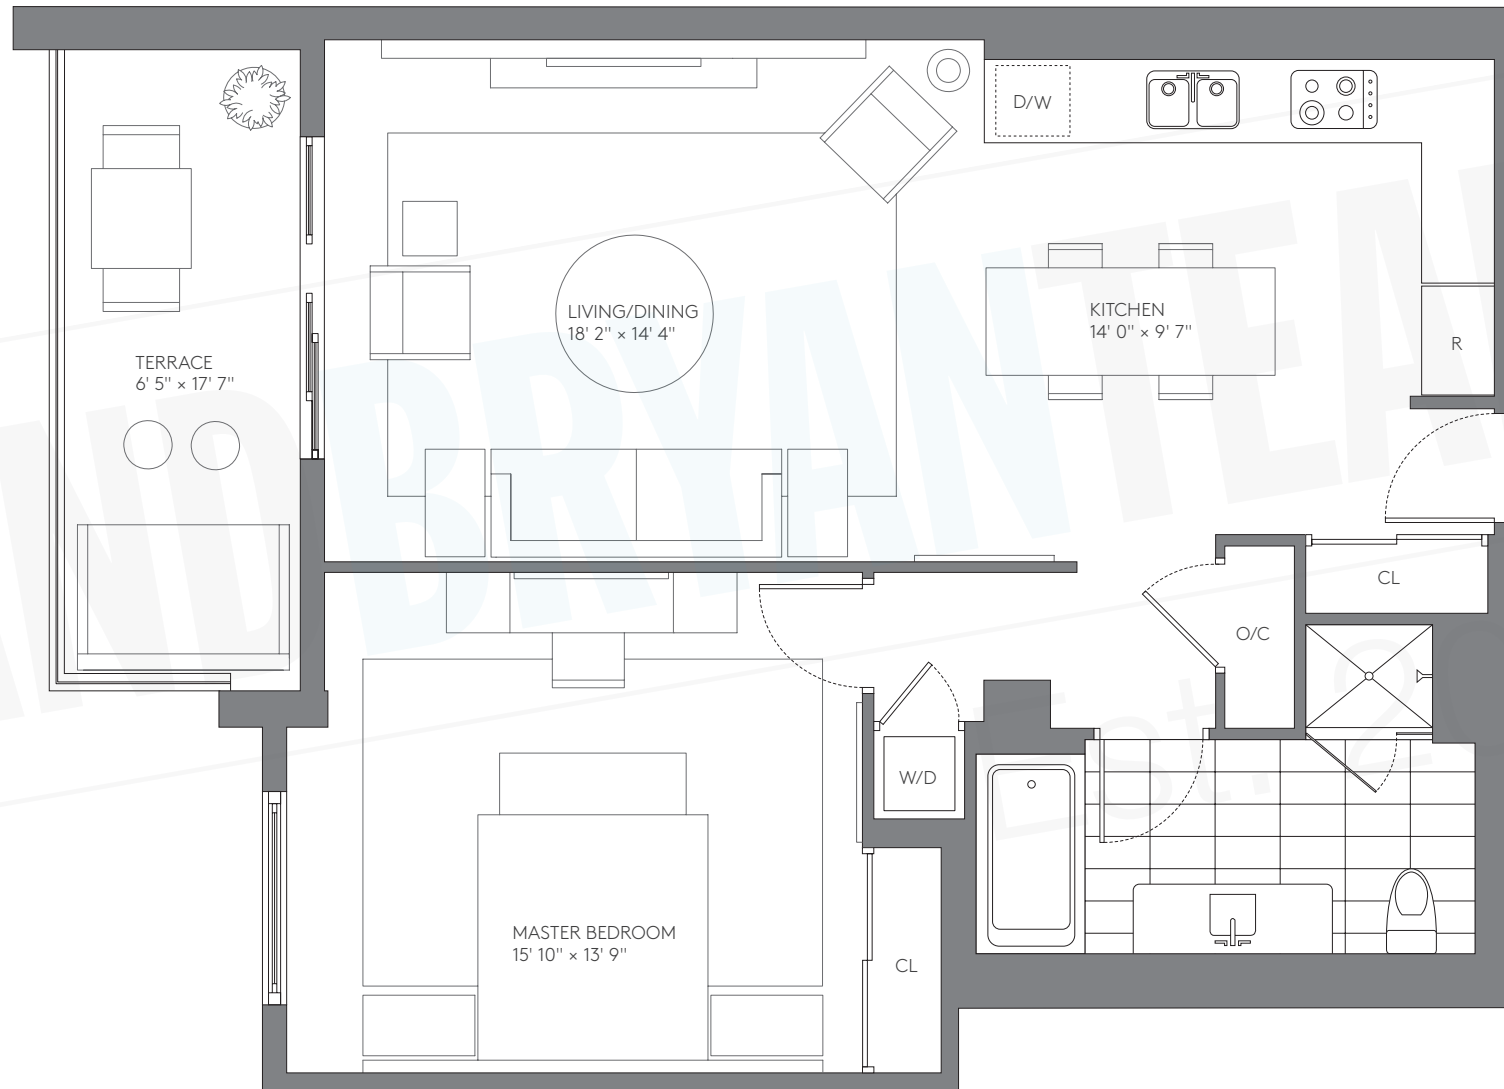 D/W
LIVING/DINING
18' 2" × 14' 4"
KITCHEN
14' 0" × 9' 7"
R
TERRACE
6' 5" × 17' 7"
CL
O/C
W/D
MASTER BEDROOM
15' 10" × 13' 9"
CL
BRYAN